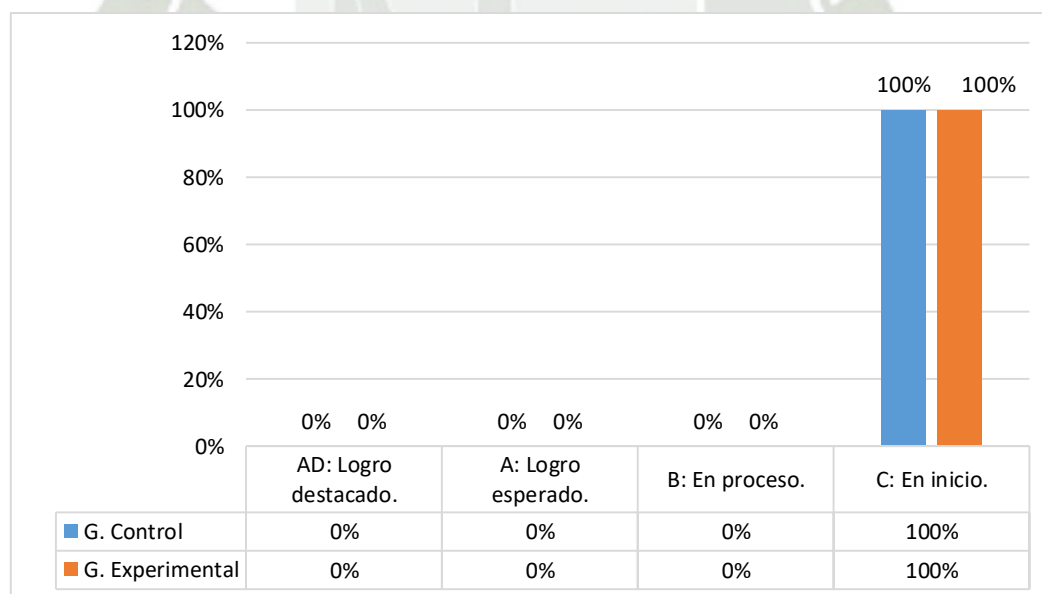 120%
100%
80%
60%
40%
20%
0%
100% 100%
0% 0% 0% 0% 0% 0%
AD: Logro
destacado.
A: Logro
esperado.
B: En proceso.
C: En inicio.
G. Control 0% 0% 0% 100%
G. Experimental 0% 0% 0% 100%